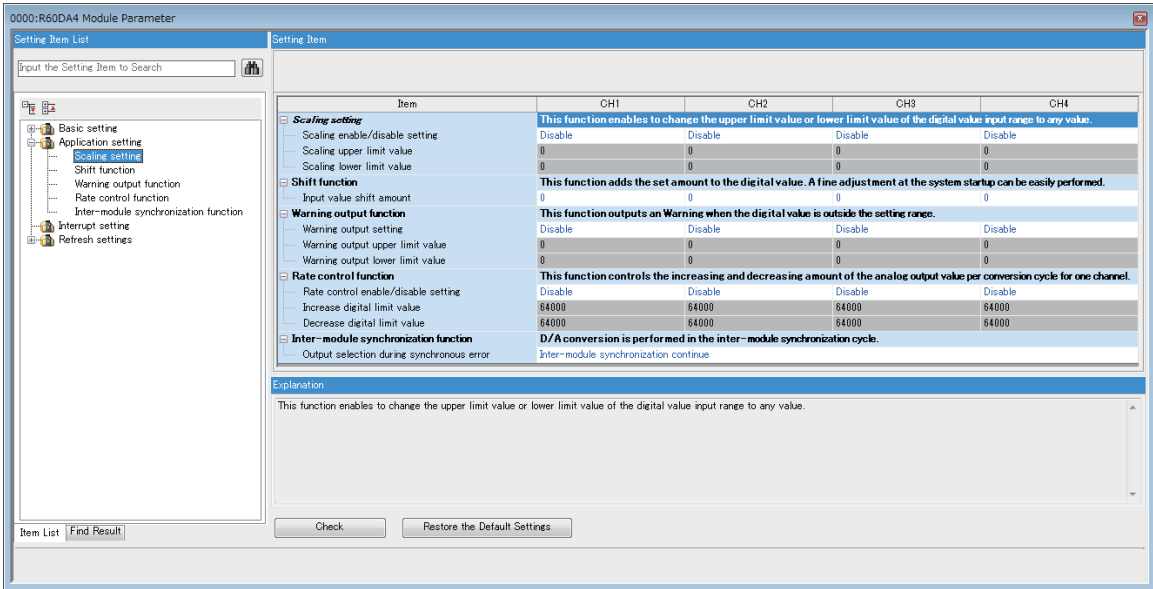 0000:R60DA4 Module Parameter
Setting Item List
Input the Setting Item to Search
Basic setting
Application setting
Scaling setting
Shift function
Warning output function
Rate control function
Inter-module synchronization function
Interrupt setting
Refresh settings
Item List Find Result
Setting Item
Item CH1 CH2 CH3 CH4
Scaling setting This function enables to change the upper limit value or lower limit value of the digital value input range to any value.
Scaling enable/disable setting Disable Disable Disable Disable
Scaling upper limit value 0 0 0 0
Scaling lower limit value 0 0 0 0
Shift function This function adds the set amount to the digital value. A fine adjustment at the system startup can be easily performed.
Input value shift amount 0 0 0 0
Warning output function This function outputs an Warning when the digital value is outside the setting range.
Warning output setting Disable Disable Disable Disable
Warning output upper limit value 0 0 0 0
Warning output lower limit value 0 0 0 0
Rate control function This function controls the increasing and decreasing amount of the analog output value per conversion cycle for one channel.
Rate control enable/disable setting Disable Disable Disable Disable
Increase digital limit value 64000 64000 64000 64000
Decrease digital limit value 64000 64000 64000 64000
Inter-module synchronization function D/A conversion is performed in the inter-module synchronization cycle.
Output selection during synchronous error Inter-module synchronization continue
Explanation
This function enables to change the upper limit value or lower limit value of the digital value input range to any value.
Check Restore the Default Settings